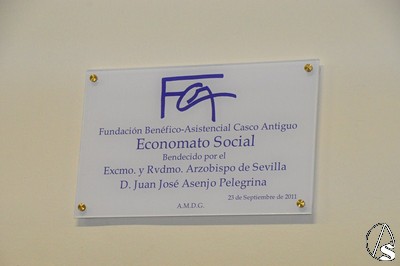 FCA
Fundación Benéfico-Asistencial Casco Antiguo
Economato Social
Bendecido por el
Excmo. y Rvdmo. Arzobispo de Sevilla
D. Juan José Asenjo Pelegrina
23 de Septiembre de 2011
A.M.D.G.